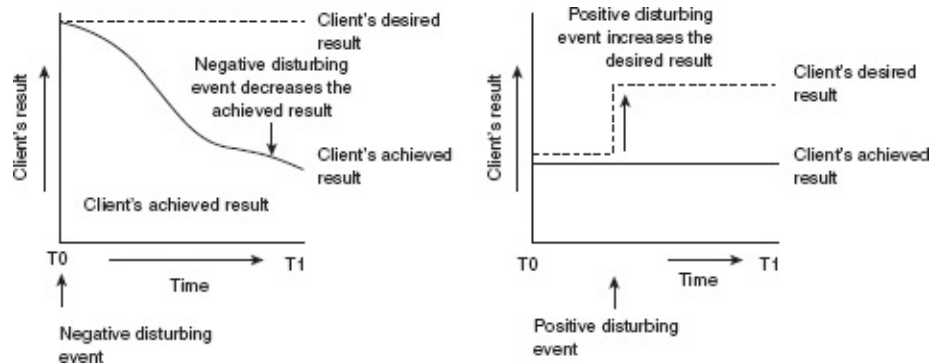 Client's desired
result
Negative disturbing
event decreases the
achieved result
Client's result
Client's achieved
result
Client's achieved result
T0
T1
Time
Negative disturbing
event
Positive disturbing
event increases the
desired result
Client's desired
result
Client's result
Client's achieved
result
T0
T1
Time
Positive disturbing
event